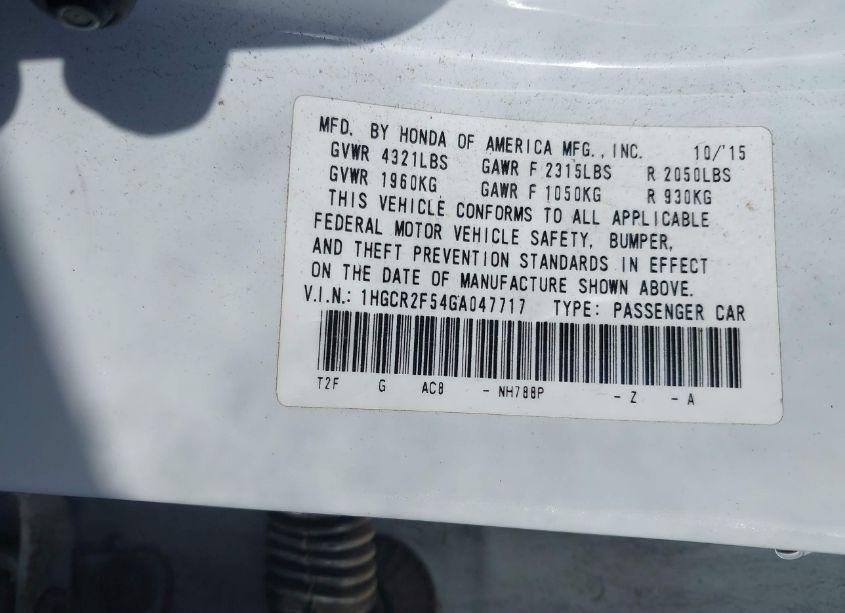 MFD. BY HONDA OF AMERICA MFG., INC. 10/'15
GVWR 4321LBS GAWR F 2315LBS R 2050LBS
GVWR 1960KG GAWR F 1050KG R 930KG
THIS VEHICLE CONFORMS TO ALL APPLICABLE
FEDERAL MOTOR VEHICLE SAFETY, BUMPER,
AND THEFT PREVENTION STANDARDS IN EFFECT
ON THE DATE OF MANUFACTURE SHOWN ABOVE.
V.I.N.: 1HGCR2F54GA047717 TYPE: PASSENGER CAR
T2F G AC8 - NH788P - Z - A